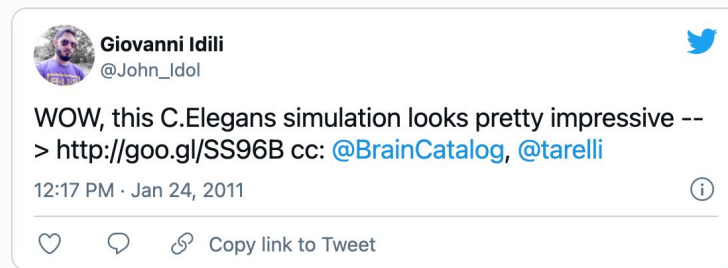 Giovanni Idili
@John_Idol
WOW, this C.Elegans simulation looks pretty impressive --
> http://goo.gl/SS96B cc: @BrainCatalog, @tarelli
12:17 PM · Jan 24, 2011
Copy link to Tweet